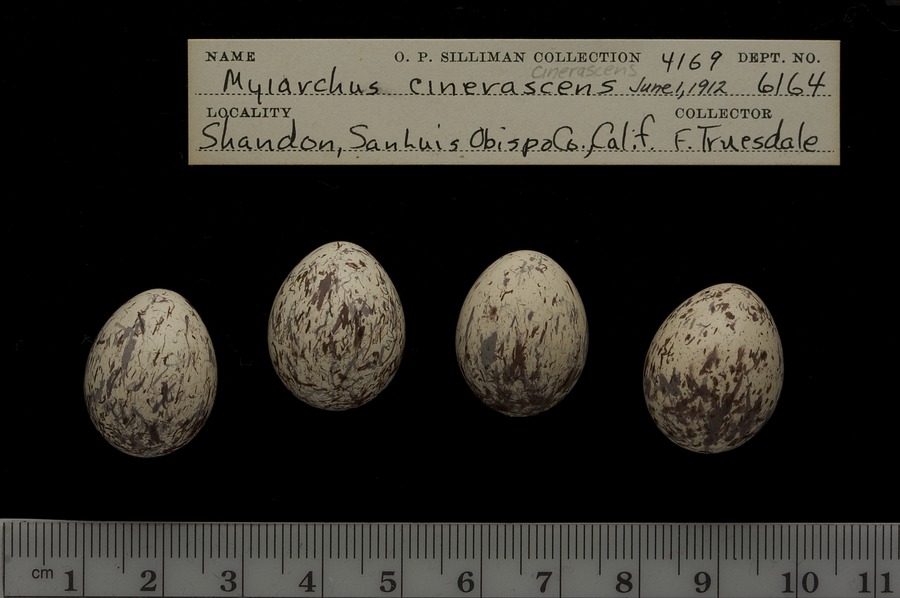 NAME O. P. SILLIMAN COLLECTION 4169 DEPT. NO.
cinerascens
Myiarchus cinerascens June 1, 1912 6164
LOCALITY COLLECTOR
Shandon, San Luis Obispo Co., Calif. F. Truesdale
cm 1 2 3 4 5 6 7 8 9 10 11